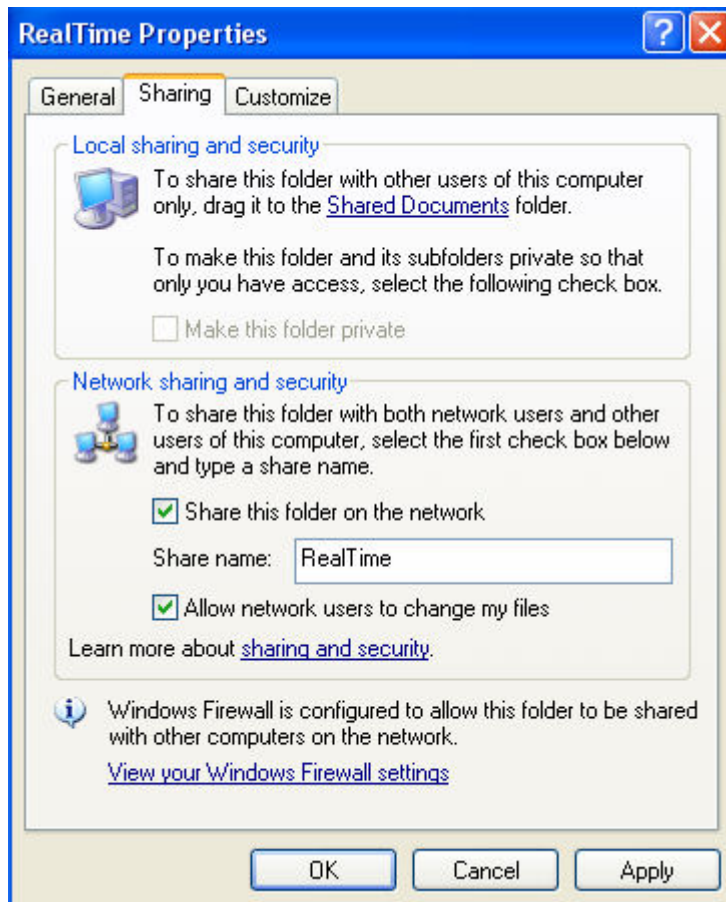 RealTime Properties
General Sharing Customize
Local sharing and security
To share this folder with other users of this computer
only, drag it to the Shared Documents folder.
To make this folder and its subfolders private so that
only you have access, select the following check box.
Make this folder private
Network sharing and security
To share this folder with both network users and other
users of this computer, select the first check box below
and type a share name.
Share this folder on the network
Share name: RealTime
Allow network users to change my files
Learn more about sharing and security.
Windows Firewall is configured to allow this folder to be shared
with other computers on the network.
View your Windows Firewall settings
OK Cancel Apply